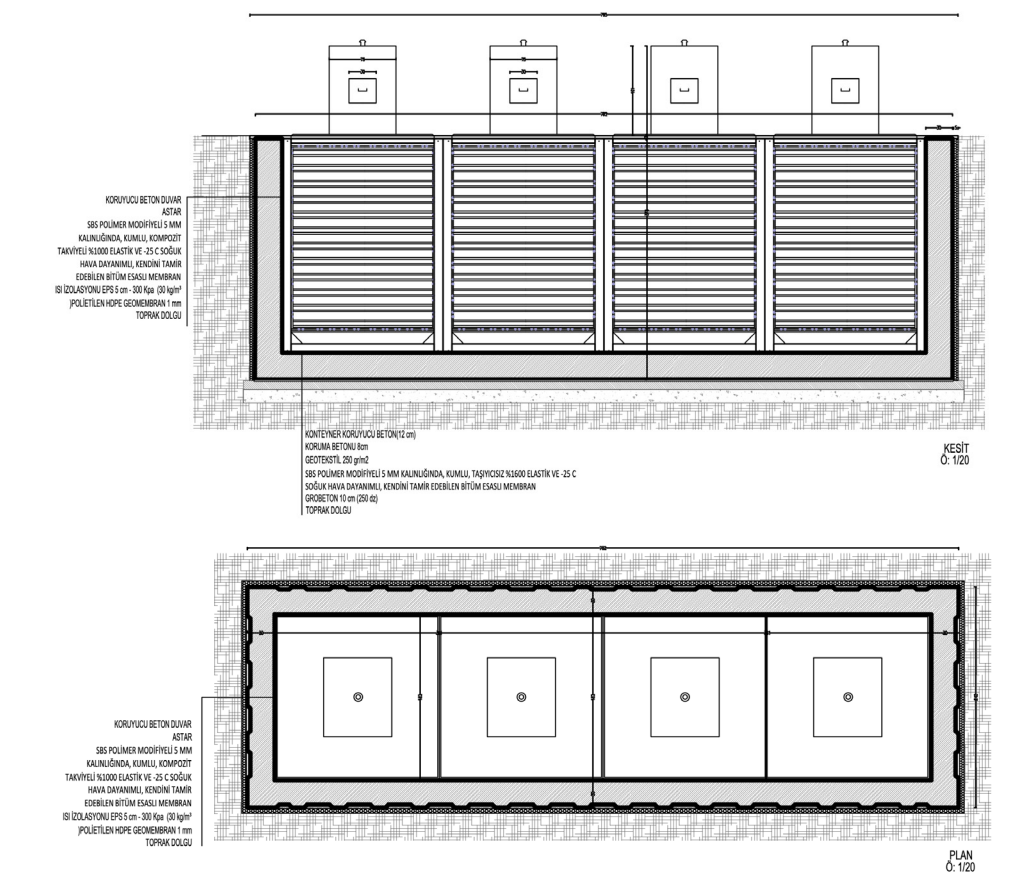 KORUYUCU BETON DUVAR
ASTAR
SBS POLİMER MODİFİYELİ 5 MM
KALINLIĞINDA, KUMLU, KOMPOZİT
TAKVİYELİ %1000 ELASTİK VE -25 C SOĞUK
HAVA DAYANIMLI, KENDİNİ TAMİR
EDEBİLEN BİTÜM ESASLI MEMBRAN
ISI İZOLASYONU EPS 5 cm - 300 Kpa (30 kg/m³
)POLİETİLEN HDPE GEOMEMBRAN 1 mm
TOPRAK DOLGU
KONTEYNER KORUYUCU BETON(12 cm)
KORUMA BETONU 8cm
GEOTEKSTİL 250 gr/m2
SBS POLİMER MODİFİYELİ 5 MM KALINLIĞINDA, KUMLU, TAŞIYICISIZ %1600 ELASTİK VE -25 C
SOĞUK HAVA DAYANIMLI, KENDİNİ TAMİR EDEBİLEN BİTÜM ESASLI MEMBRAN
GROBETON 10 cm (250 dz)
TOPRAK DOLGU
KESİT
Ö: 1/20
KORUYUCU BETON DUVAR
ASTAR
SBS POLİMER MODİFİYELİ 5 MM
KALINLIĞINDA, KUMLU, KOMPOZİT
TAKVİYELİ %1000 ELASTİK VE -25 C SOĞUK
HAVA DAYANIMLI, KENDİNİ TAMİR
EDEBİLEN BİTÜM ESASLI MEMBRAN
ISI İZOLASYONU EPS 5 cm - 300 Kpa (30 kg/m³
)POLİETİLEN HDPE GEOMEMBRAN 1 mm
TOPRAK DOLGU
PLAN
Ö: 1/20